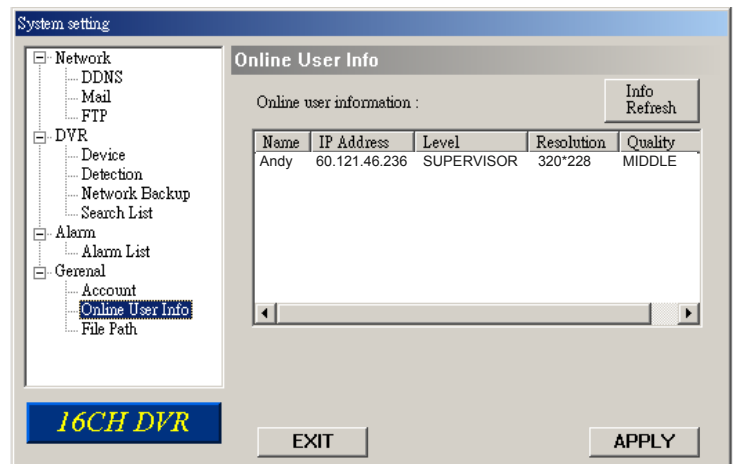 System setting
Network
DDNS
Mail
FTP
DVR
Device
Detection
Network Backup
Search List
Alarm
Alarm List
Gerenal
Account
Online User Info
File Path
16CH DVR
Online User Info
Online user information :
Info
Refresh
Name IP Address Level Resolution Quality
Andy 60.121.46.236 SUPERVISOR 320*228 MIDDLE
EXIT
APPLY